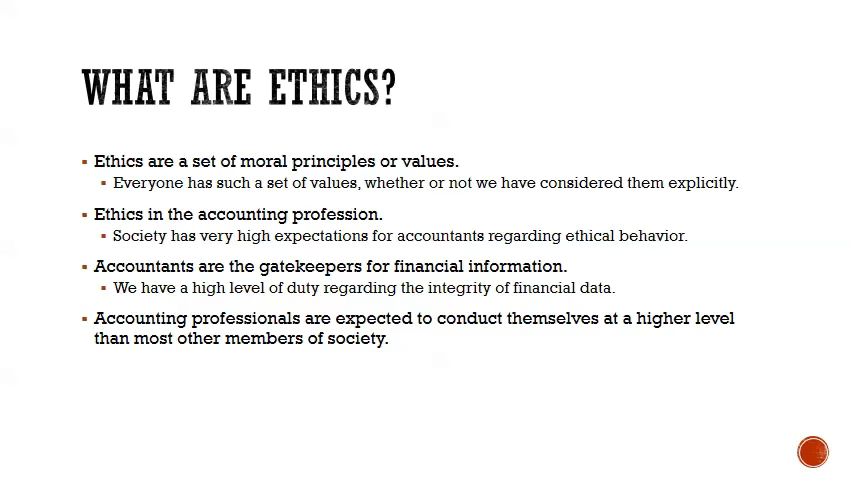 WHAT ARE ETHICS?
Ethics are a set of moral principles or values.
Everyone has such a set of values, whether or not we have considered them explicitly.
Ethics in the accounting profession.
Society has very high expectations for accountants regarding ethical behavior.
Accountants are the gatekeepers for financial information.
We have a high level of duty regarding the integrity of financial data.
Accounting professionals are expected to conduct themselves at a higher level
than most other members of society.